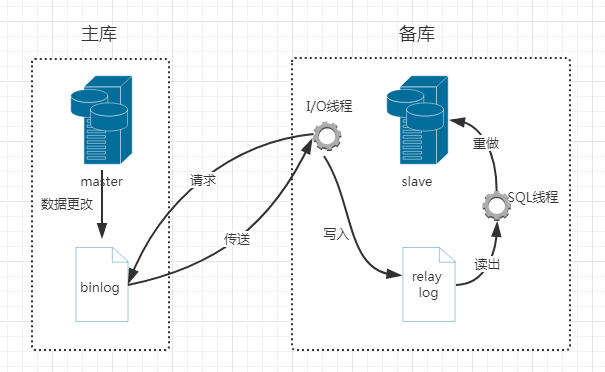 主库
备库
I/O线程
master
slave
重做
请求
SQL线程
数据更改
传送
写入
读出
binlog
relay
log